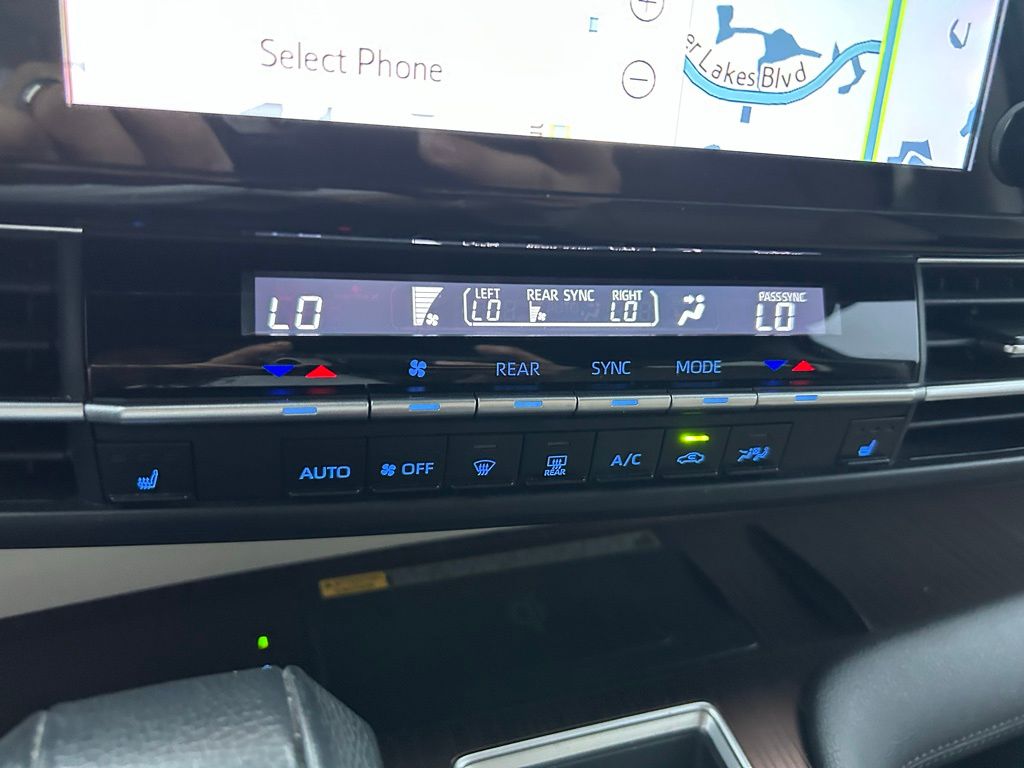 Select Phone
er Lakes Blvd
LO
LEFT
LO
REAR SYNC
RIGHT
LO
PASS SYNC
LO
REAR
SYNC
MODE
AUTO
OFF
REAR
A/C